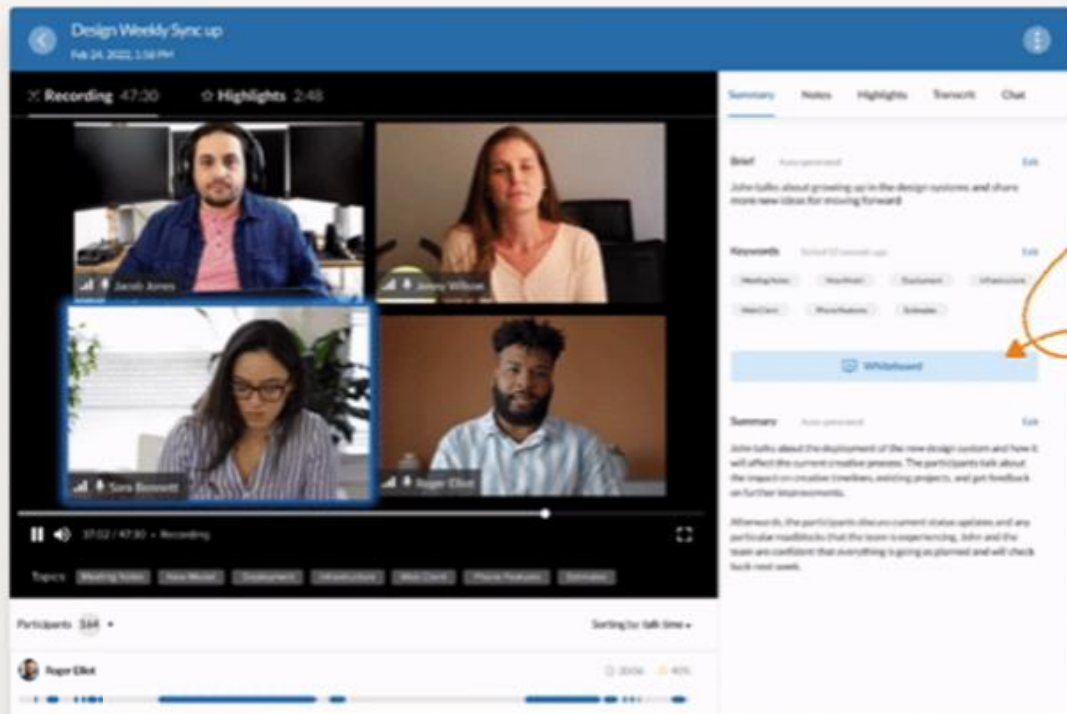 Design Weekly Sync up
Feb 24, 2022, 1:58 PM
Recording 47:30
Highlights 2:48
Jacob Jones
Jenny Wilson
Sara Bennett
Roger Elliot
37:02 / 47:30 • Recording
Topics Meeting Notes New Model Deployment Infrastructure Web Client Phone Features Estimates
Participants 164
Sorting by: talk time
Roger Elliot
40%
Summary Notes Highlights Transcrit Chat
Brief Auto-generated Edit
John talks about growing up in the design systems and share
more new ideas for moving forward
Keywords Edit
Meeting Notes New Model Deployment Infrastructure
Web Client Phone Features Estimates
Whiteboard
Summary Auto-generated Edit
John talks about the deployment of the new design system and how it
will affect the current creative process. The participants talk about
the impact on creative timelines, existing projects, and get feedback
on further improvements.
Afterwards, the participants discuss current status updates and any
particular roadblocks that the team is experiencing. John and the
team are confident that everything is going as planned and will check
back next week.